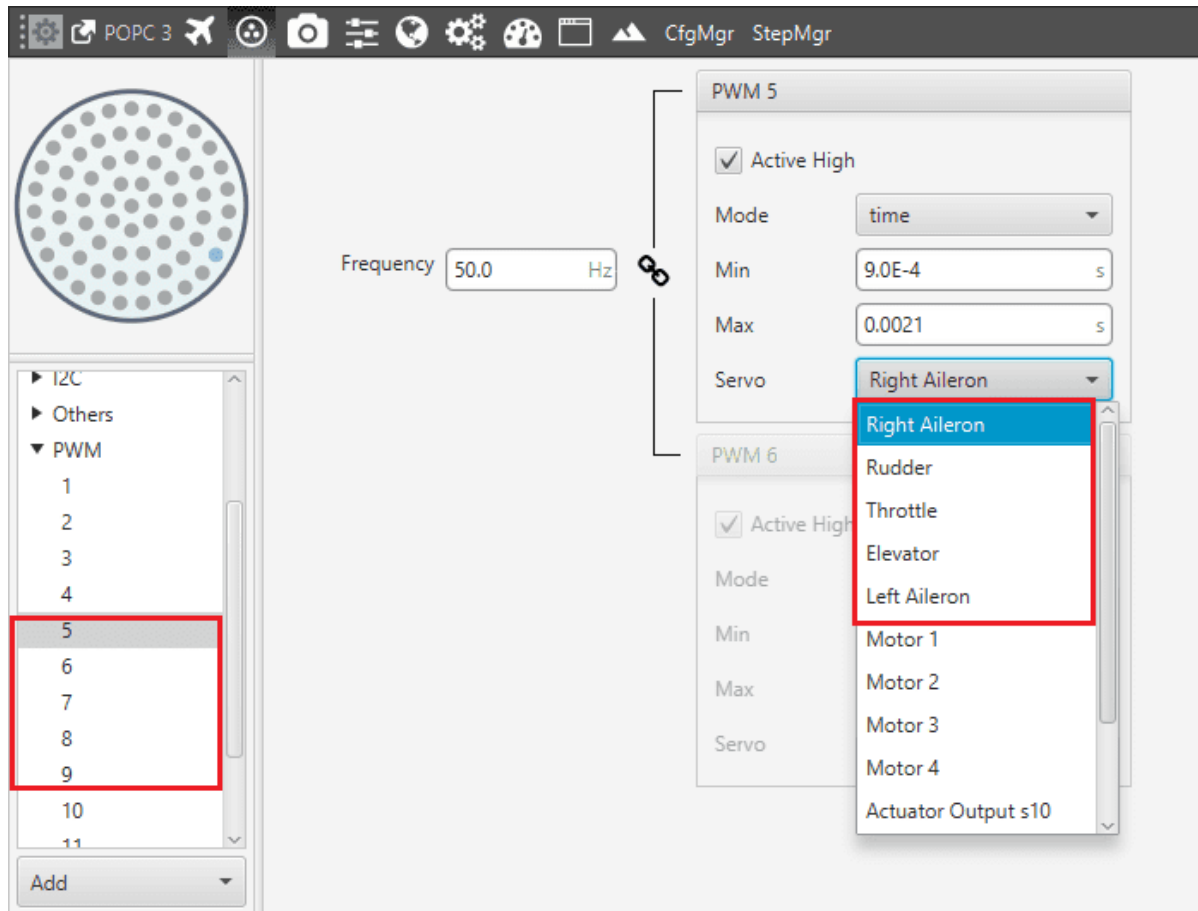 POPC 3 CfgMgr StepMgr
I2C
Others
PWM
1
2
3
4
5
6
7
8
9
10
11
Add
Frequency 50.0 Hz
PWM 5
Active High
Mode time
Min 9.0E-4 s
Max 0.0021 s
Servo Right Aileron
Right Aileron
Rudder
Throttle
Elevator
Left Aileron
Motor 1
Motor 2
Motor 3
Motor 4
Actuator Output s10
PWM 6
Active High
Mode
Min
Max
Servo